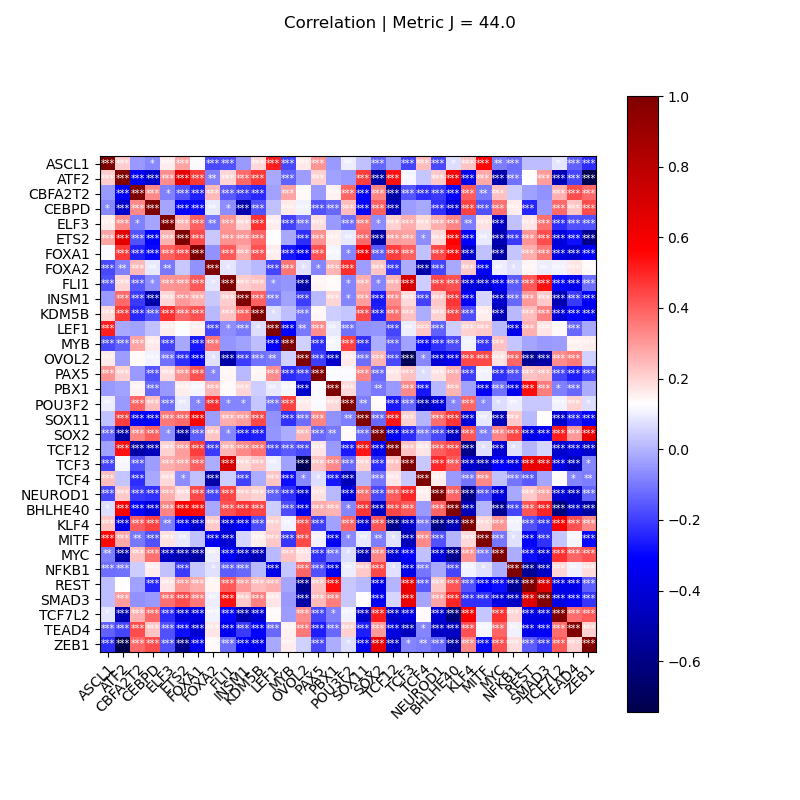 Correlation | Metric J = 44.0
ASCL1
ATF2
CBFA2T2
CEBPD
ELF3
ETS2
FOXA1
FOXA2
FLI1
INSM1
KDM5B
LEF1
MYB
OVOL2
PAX5
PBX1
POU3F2
SOX11
SOX2
TCF12
TCF3
TCF4
NEUROD1
BHLHE40
KLF4
MITF
MYC
NFKB1
REST
SMAD3
TCF7L2
TEAD4
ZEB1
ASCL1
ATF2
CBFA2T2
CEBPD
ELF3
ETS2
FOXA1
FOXA2
FLI1
INSM1
KDM5B
LEF1
MYB
OVOL2
PAX5
PBX1
POU3F2
SOX11
SOX2
TCF12
TCF3
TCF4
NEUROD1
BHLHE40
KLF4
MITF
MYC
NFKB1
REST
SMAD3
TCF7L2
TEAD4
ZEB1
1.0
0.8
0.6
0.4
0.2
0.0
−0.2
−0.4
−0.6